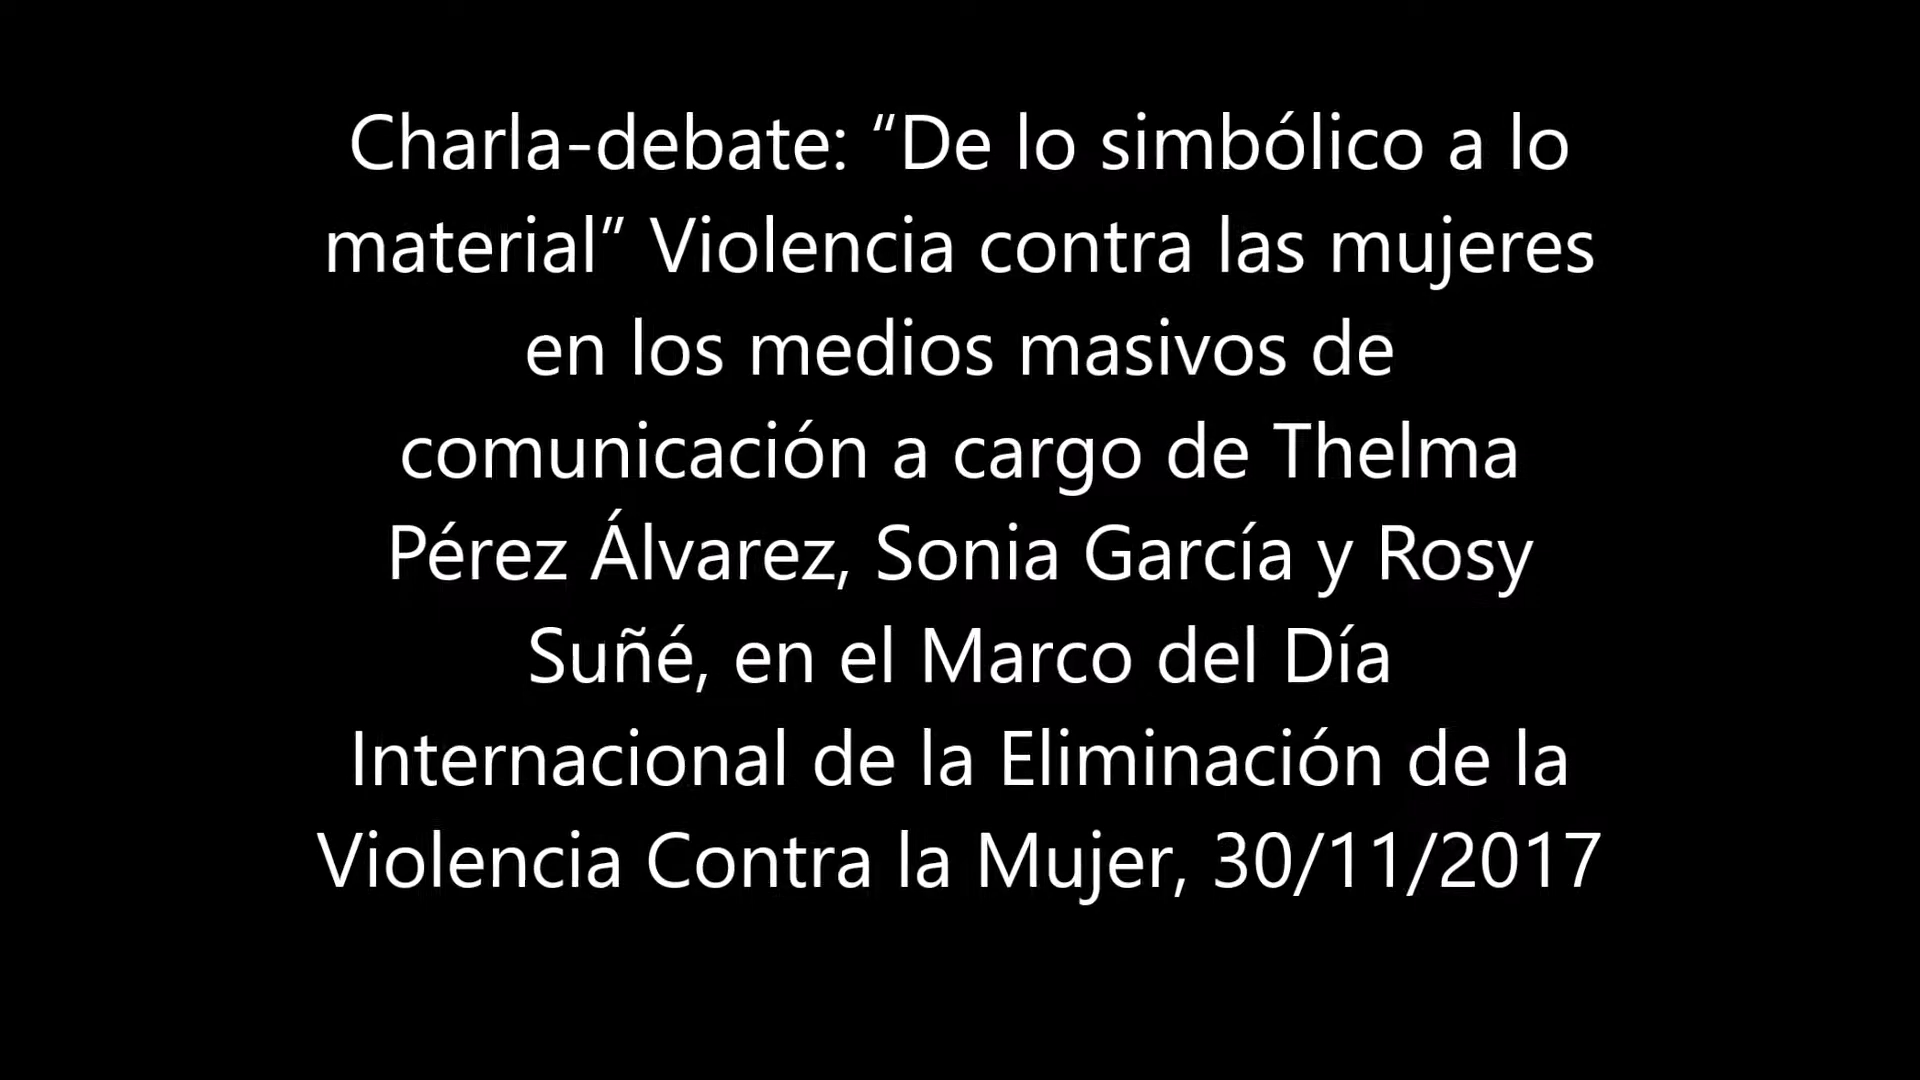 Charla-debate: “De lo simbólico a lo
material” Violencia contra las mujeres
en los medios masivos de
comunicación a cargo de Thelma
Pérez Álvarez, Sonia García y Rosy
Suñé, en el Marco del Día
Internacional de la Eliminación de la
Violencia Contra la Mujer, 30/11/2017